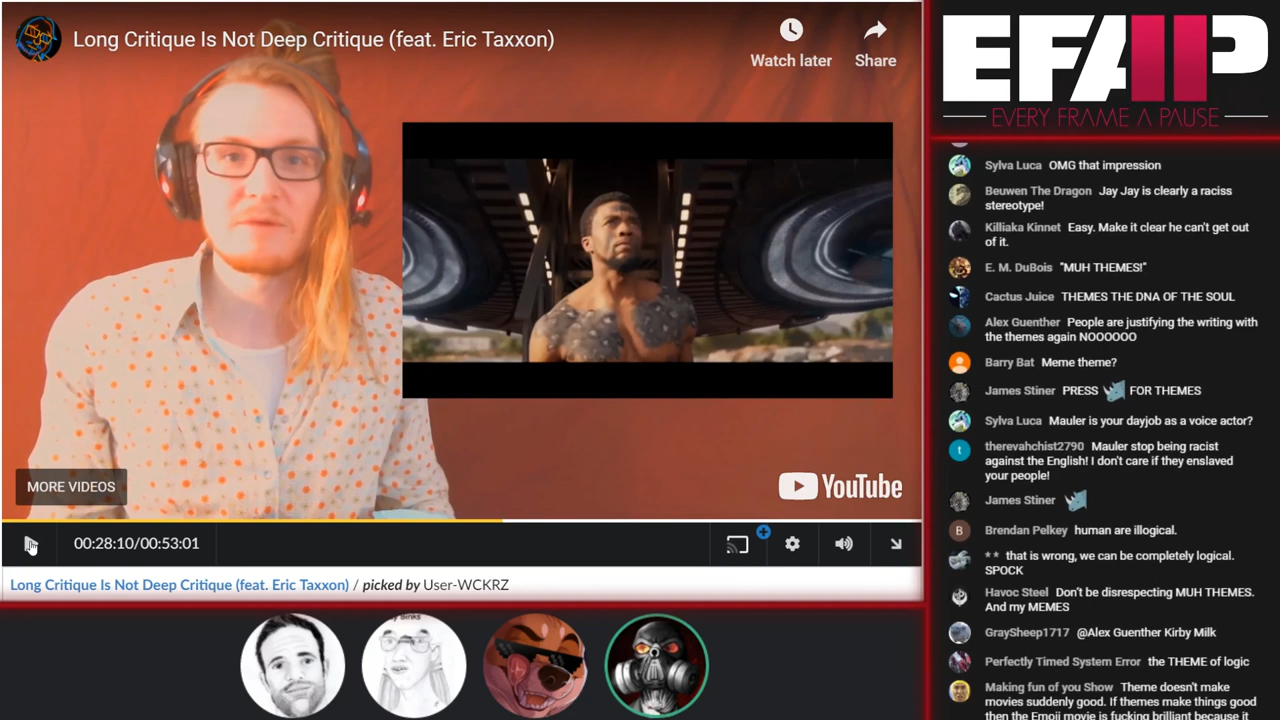 Long Critique Is Not Deep Critique (feat. Eric Taxxon)
Watch later
Share
MORE VIDEOS
YouTube
00:28:10/00:53:01
Long Critique Is Not Deep Critique (feat. Eric Taxxon) / picked by User-WCKRZ
EFAP
EVERY FRAME A PAUSE
Sylva Luca OMG that impression
Beuwen The Dragon Jay Jay is clearly a raciss
stereotype!
Killiaka Kinnet Easy. Make it clear he can't get out
of it.
E. M. DuBois "MUH THEMES!"
Cactus Juice THEMES THE DNA OF THE SOUL
Alex Guenther People are justifying the writing with
the themes again NOOOOOO
Barry Bat Meme theme?
James Stiner PRESS FOR THEMES
Sylva Luca Mauler is your dayjob as a voice actor?
t
therevahchist2790 Mauler stop being racist
against the English! I don't care if they enslaved
your people!
James Stiner
B
Brendan Pelkey human are illogical.
* * that is wrong, we can be completely logical.
SPOCK
Havoc Steel Don't be disrespecting MUH THEMES.
And my MEMES
GraySheep1717 @Alex Guenther Kirby Milk
Perfectly Timed System Error the THEME of logic
Making fun of you Show Theme doesn't make
movies suddenly good. If themes make things good
then the Emoji movie is fucking brilliant because it